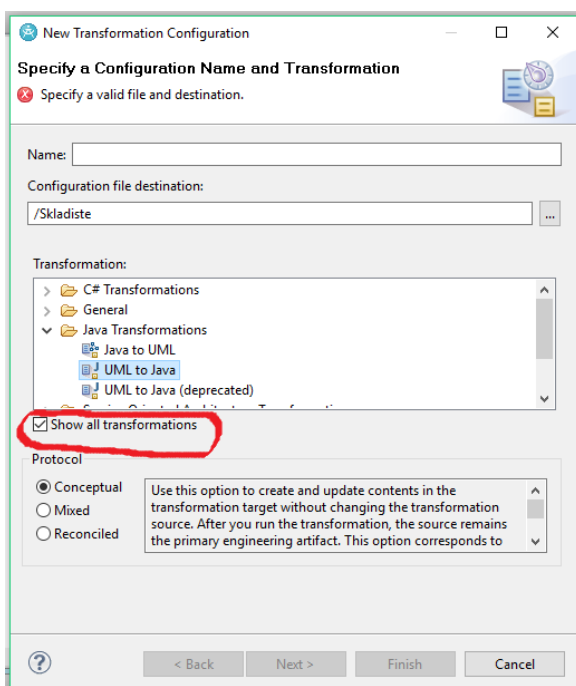 New Transformation Configuration
Specify a Configuration Name and Transformation
Specify a valid file and destination.
Name:
Configuration file destination:
/Skladiste
...
Transformation:
C# Transformations
General
Java Transformations
Java to UML
UML to Java
UML to Java (deprecated)
Show all transformations
Protocol
Conceptual
Mixed
Reconciled
Use this option to create and update contents in the
transformation target without changing the transformation
source. After you run the transformation, the source remains
the primary engineering artifact. This option corresponds to
?
< Back
Next >
Finish
Cancel